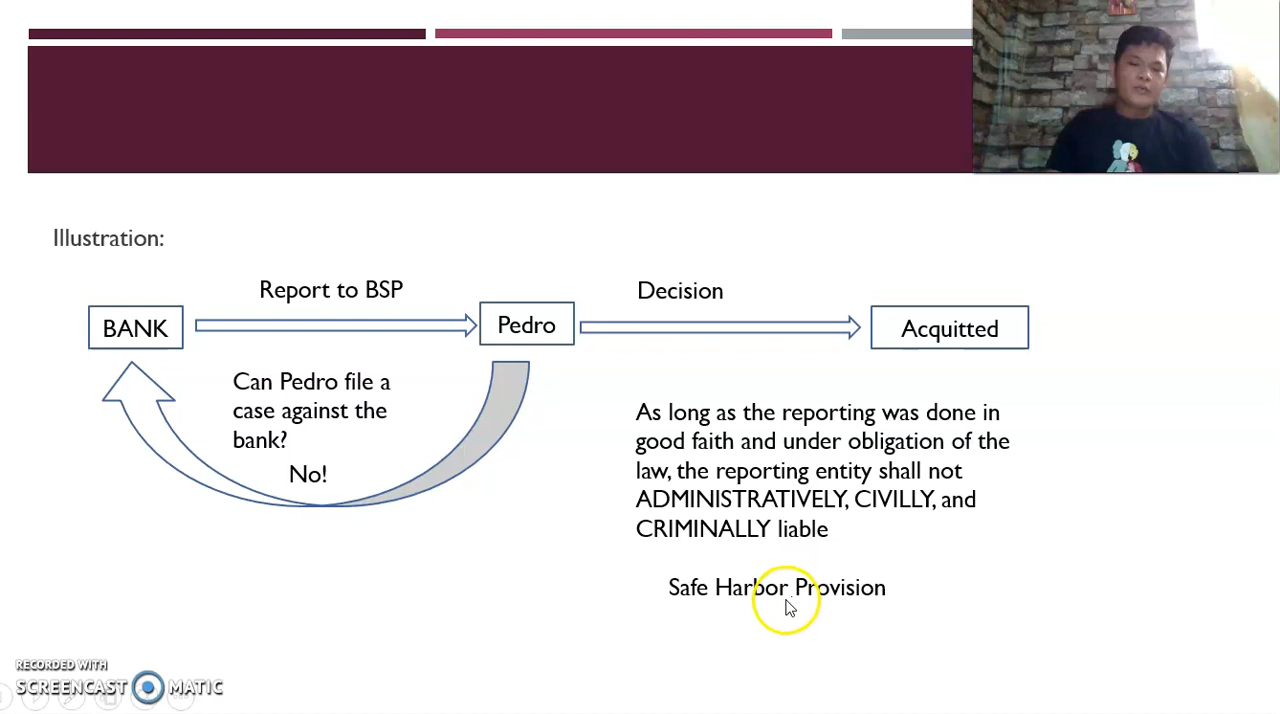 Illustration:
Report to BSP
Decision
BANK
Pedro
Acquitted
Can Pedro file a
case against the
bank?
No!
As long as the reporting was done in
good faith and under obligation of the
law, the reporting entity shall not
ADMINISTRATIVELY, CIVILLY, and
CRIMINALLY liable
Safe Harbor Provision
RECORDED WITH
SCREENCAST MATIC